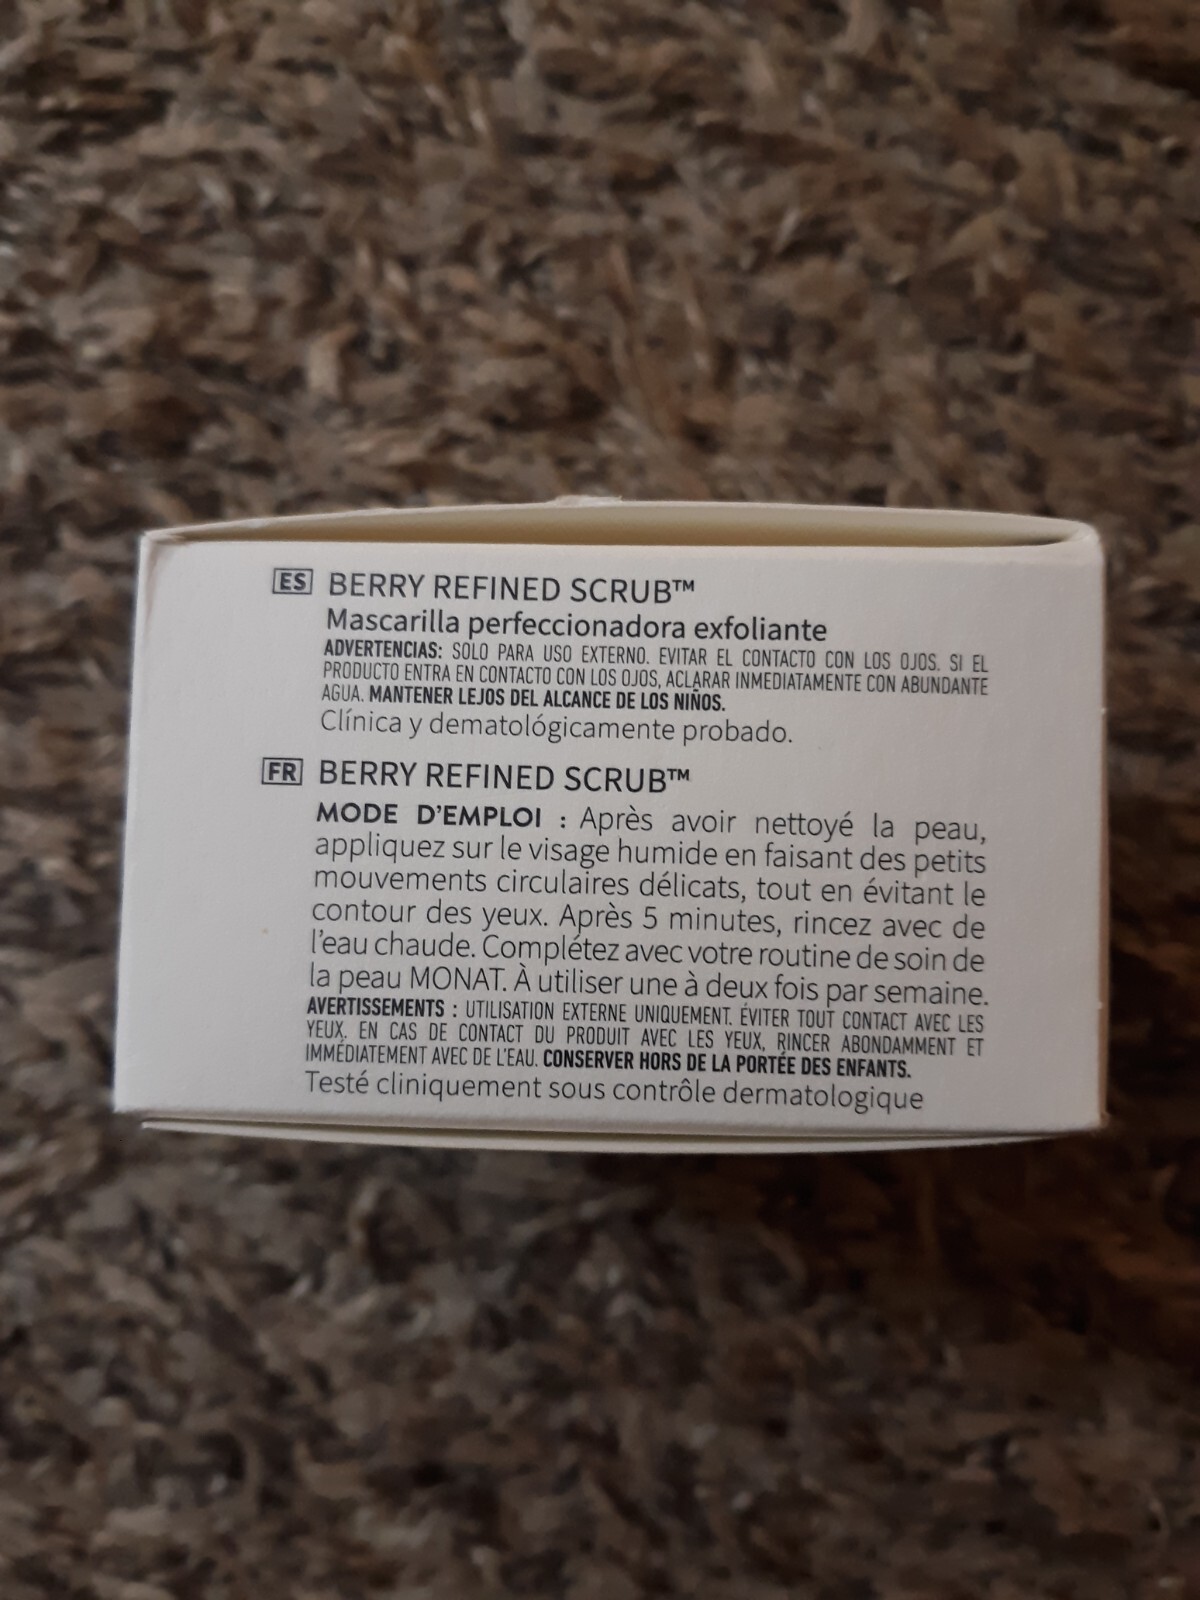 ES BERRY REFINED SCRUB™
Mascarilla perfeccionadora exfoliante
ADVERTENCIAS: SOLO PARA USO EXTERNO. EVITAR EL CONTACTO CON LOS OJOS. SI EL
PRODUCTO ENTRA EN CONTACTO CON LOS OJOS, ACLARAR INMEDIATAMENTE CON ABUNDANTE
AGUA. MANTENER LEJOS DEL ALCANCE DE LOS NIÑOS.
Clínica y dematológicamente probado.
FR BERRY REFINED SCRUB™
MODE D'EMPLOI : Après avoir nettoyé la peau,
appliquez sur le visage humide en faisant des petits
mouvements circulaires délicats, tout en évitant le
contour des yeux. Après 5 minutes, rincez avec de
l'eau chaude. Complétez avec votre routine de soin de
la peau MONAT. À utiliser une à deux fois par semaine.
AVERTISSEMENTS : UTILISATION EXTERNE UNIQUEMENT. ÉVITER TOUT CONTACT AVEC LES
YEUX. EN CAS DE CONTACT DU PRODUIT AVEC LES YEUX, RINCER ABONDAMMENT ET
IMMÉDIATEMENT AVEC DE L'EAU. CONSERVER HORS DE LA PORTÉE DES ENFANTS.
Testé cliniquement sous contrôle dermatologique